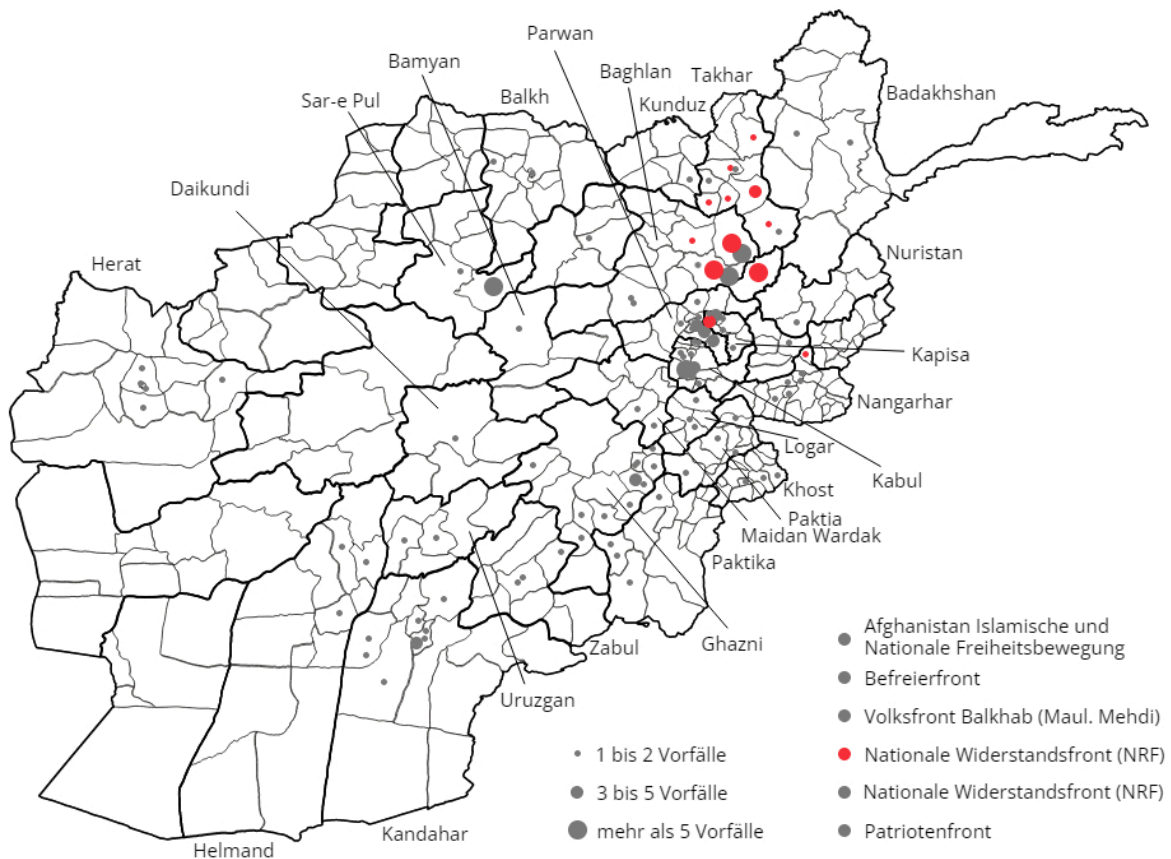 Parwan
Bamyan
Baghlan
Takhar
Sar-e Pul
Balkh
Kunduz
Badakhshan
Daikundi
Herat
Nuristan
Kapisa
Nangarhar
Logar
Kabul
Khost
Paktia
Maidan Wardak
Paktika
Ghazni
Zabul
Uruzgan
Kandahar
Helmand
1 bis 2 Vorfälle
3 bis 5 Vorfälle
mehr als 5 Vorfälle
Afghanistan Islamische und
Nationale Freiheitsbewegung
Befreierfront
Volksfront Balkhab (Maul. Mehdi)
Nationale Widerstandsfront (NRF)
Nationale Widerstandsfront (NRF)
Patriotenfront